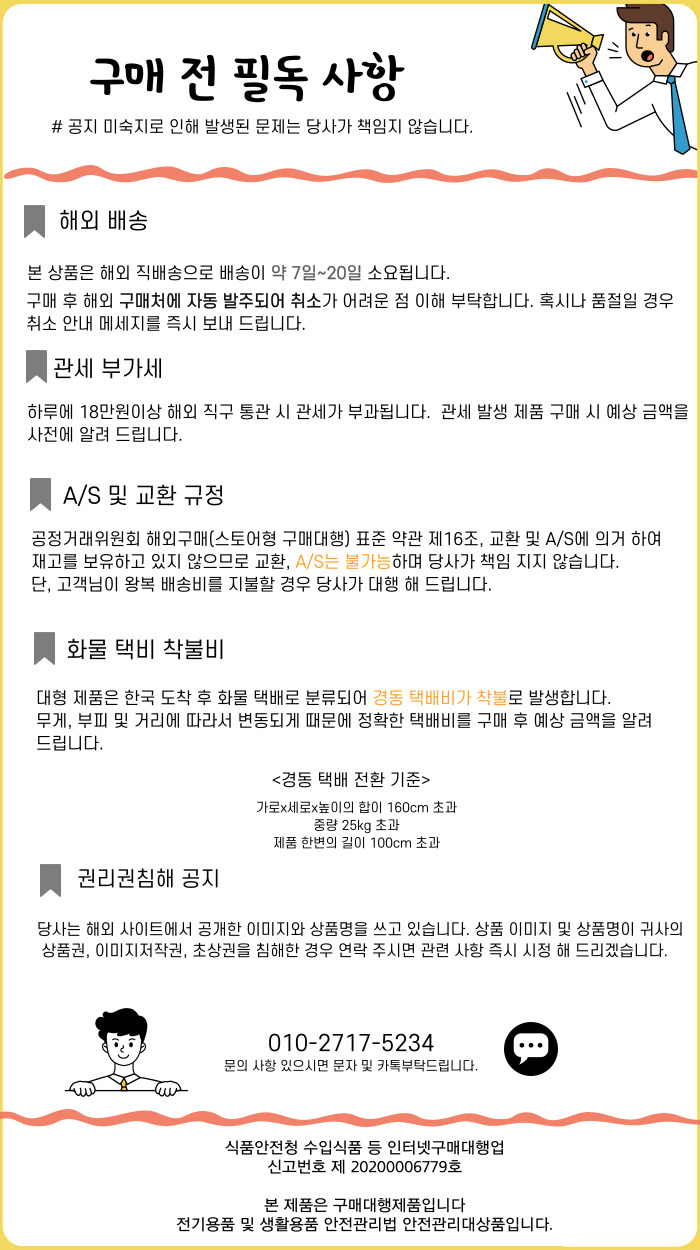 구매 전 필독 사항
# 공지 미숙지로 인해 발생된 문제는 당사가 책임지 않습니다.
해외 배송
본 상품은 해외 직배송으로 배송이 약 7일~20일 소요됩니다.
구매 후 해외 구매처에 자동 발주되어 취소가 어려운 점 이해 부탁합니다. 혹시나 품절일 경우
취소 안내 메세지를 즉시 보내 드립니다.
관세 부가세
하루에 18만원이상 해외 직구 통관 시 관세가 부과됩니다. 관세 발생 제품 구매 시 예상 금액을
사전에 알려 드립니다.
A/S 및 교환 규정
공정거래위원회 해외구매(스토어형 구매대행) 표준 약관 제16조, 교환 및 A/S에 의거 하여
재고를 보유하고 있지 않으므로 교환, A/S는 불가능하며 당사가 책임 지지 않습니다.
단, 고객님이 왕복 배송비를 지불할 경우 당사가 대행 해 드립니다.
화물 택비 착불비
대형 제품은 한국 도착 후 화물 택배로 분류되어 경동 택배비가 착불로 발생합니다.
무게, 부피 및 거리에 따라서 변동되게 때문에 정확한 택배비를 구매 후 예상 금액을 알려
드립니다.
<경동 택배 전환 기준>
가로x세로x높이의 합이 160cm 초과
중량 25kg 초과
제품 한변의 길이 100cm 초과
권리권침해 공지
당사는 해외 사이트에서 공개한 이미지와 상품명을 쓰고 있습니다. 상품 이미지 및 상품명이 귀사의
상품권, 이미지저작권, 초상권을 침해한 경우 연락 주시면 관련 사항 즉시 시정 해 드리겠습니다.
010-2717-5234
문의 사항 있으시면 문자 및 카톡부탁드립니다.
식품안전청 수입식품 등 인터넷구매대행업
신고번호 제 20200006779호
본 제품은 구매대행제품입니다
전기용품 및 생활용품 안전관리법 안전관리대상품입니다.